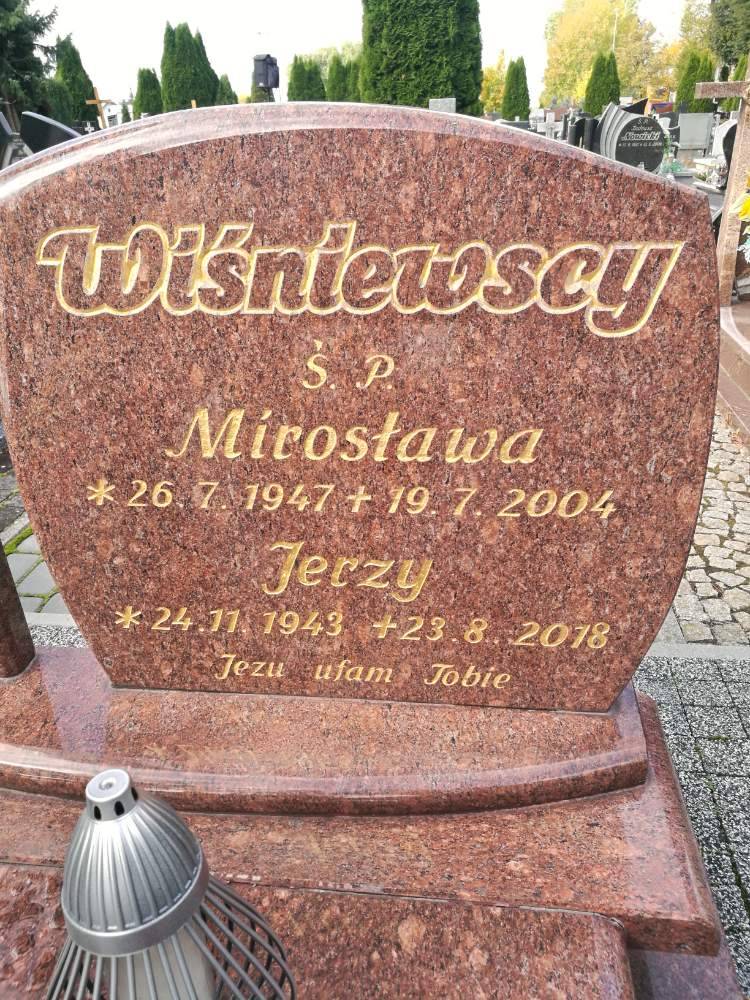 Wiśniewscy
Ś. P.
Mirosława
* 26. 7. 1947 + 19. 7. 2004
Jerzy
* 24. 11. 1943 + 23. 8. 2018
Jezu ufam Tobie